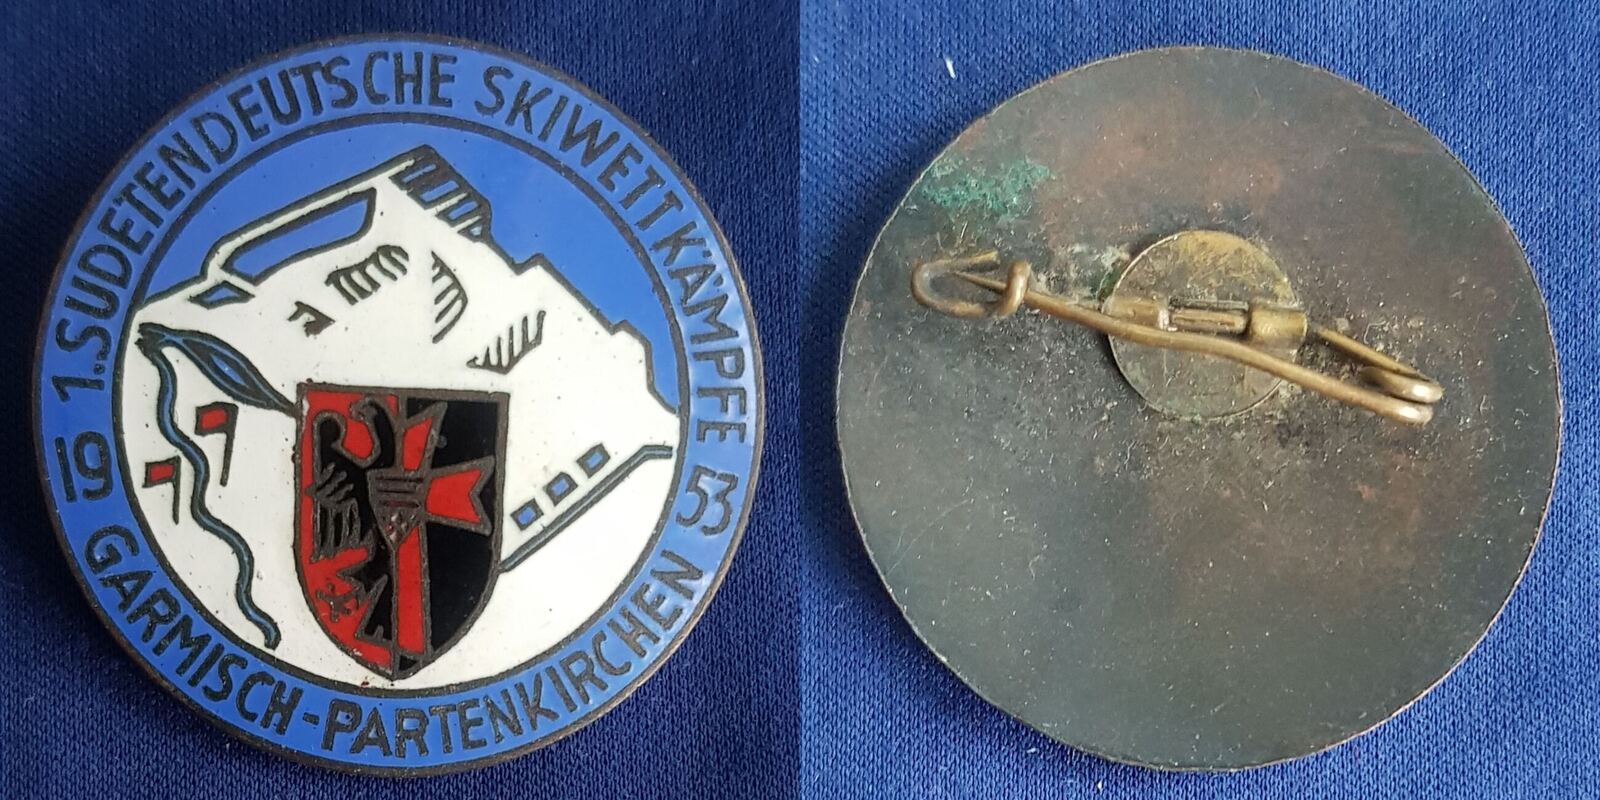 1. SUDETENDEUTSCHE SKIWETTKÄMPFE
19 53
GARMISCH-PARTENKIRCHEN